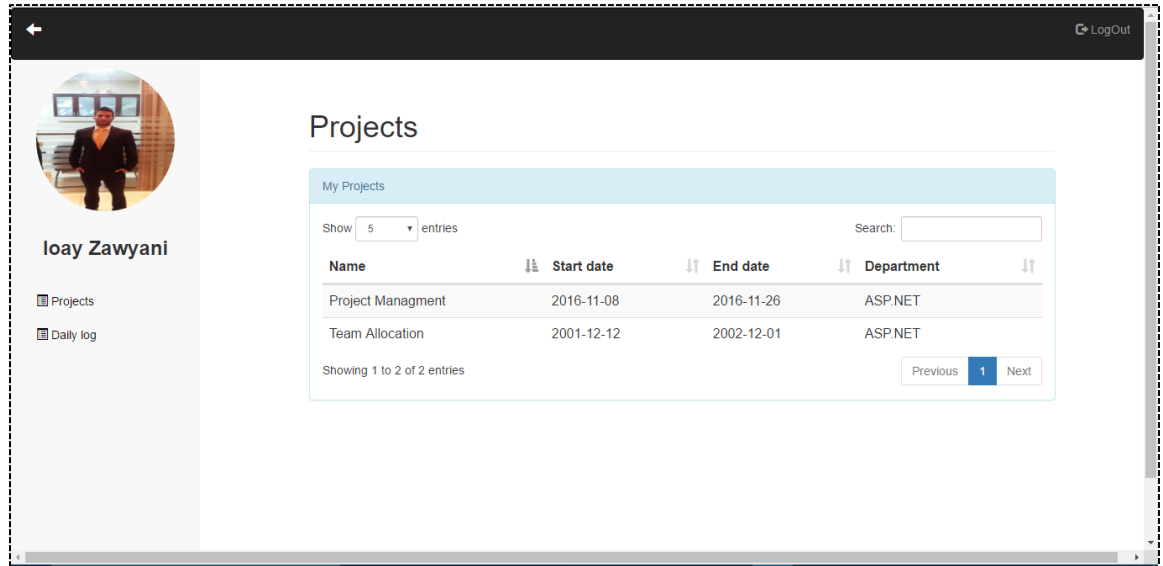 LogOut
Projects
My Projects
Show 5 entries
Search:
loay Zawyani
Name Start date End date Department
Projects
Project Managment 2016-11-08 2016-11-26 ASP.NET
Daily log
Team Allocation 2001-12-12 2002-12-01 ASP.NET
Showing 1 to 2 of 2 entries
Previous 1 Next